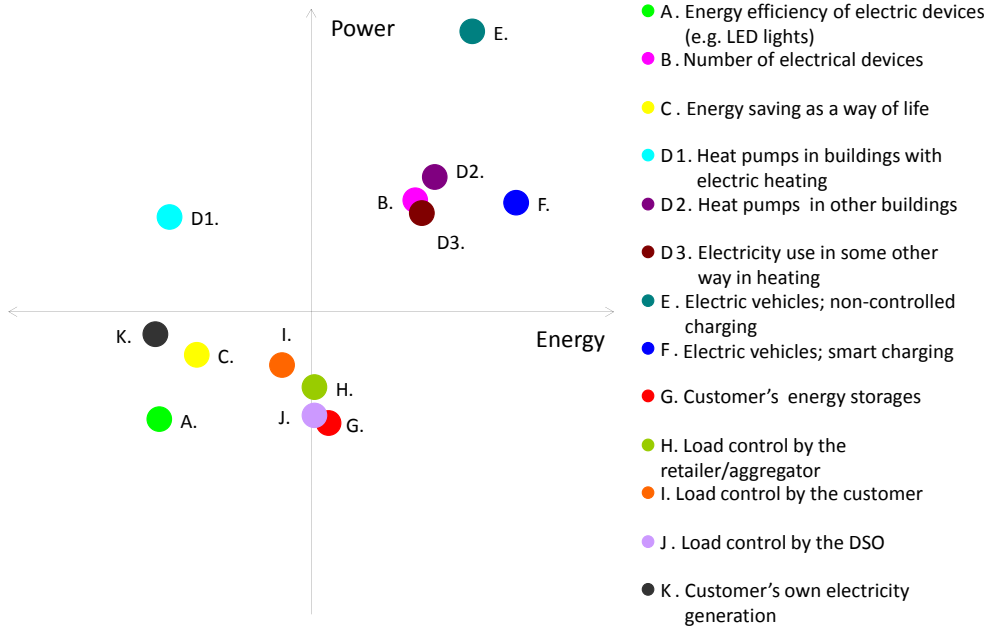 Power
E.
D2.
B.
F.
D3.
D1.
Energy
K.
I.
C.
H.
J.
G.
A.
A. Energy efficiency of electric devices
(e.g. LED lights)
B. Number of electrical devices
C. Energy saving as a way of life
D1. Heat pumps in buildings with
electric heating
D2. Heat pumps in other buildings
D3. Electricity use in some other
way in heating
E. Electric vehicles; non-controlled
charging
F. Electric vehicles; smart charging
G. Customer's energy storages
H. Load control by the
retailer/aggregator
I. Load control by the customer
J. Load control by the DSO
K. Customer's own electricity
generation